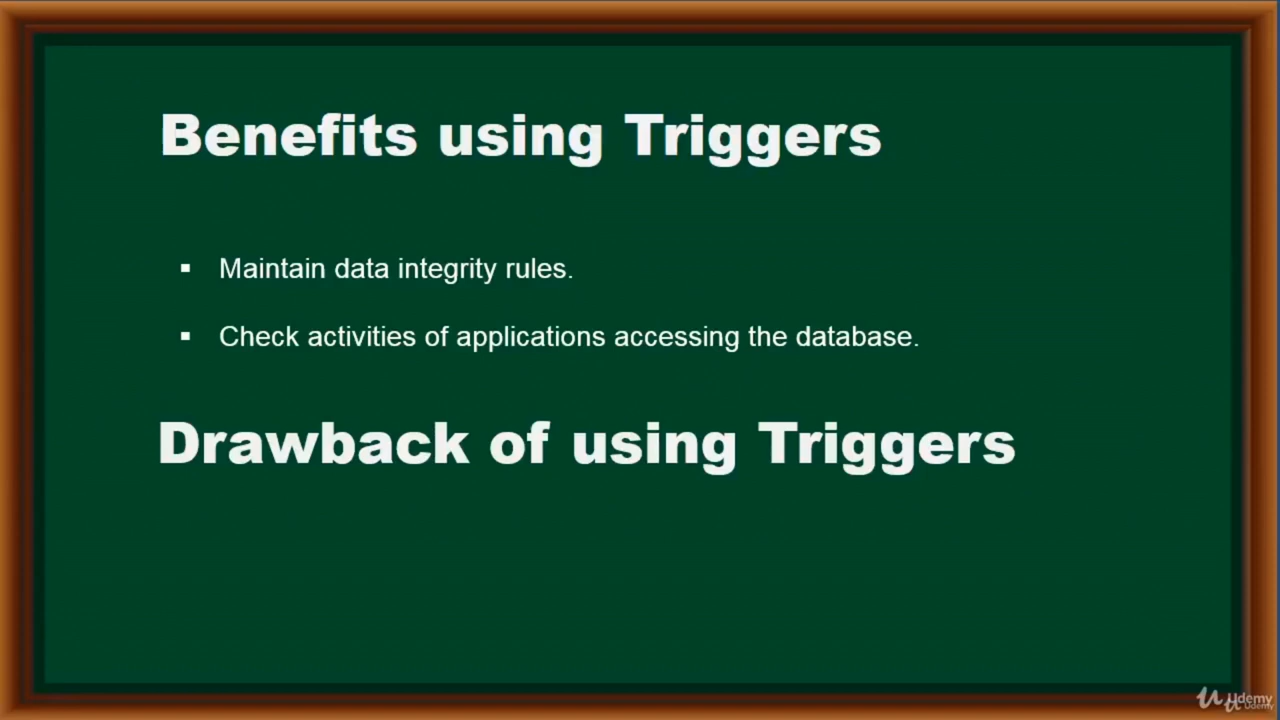 Benefits using Triggers
▪ Maintain data integrity rules.
▪ Check activities of applications accessing the database.
Drawback of using Triggers
Udemy
Udemy